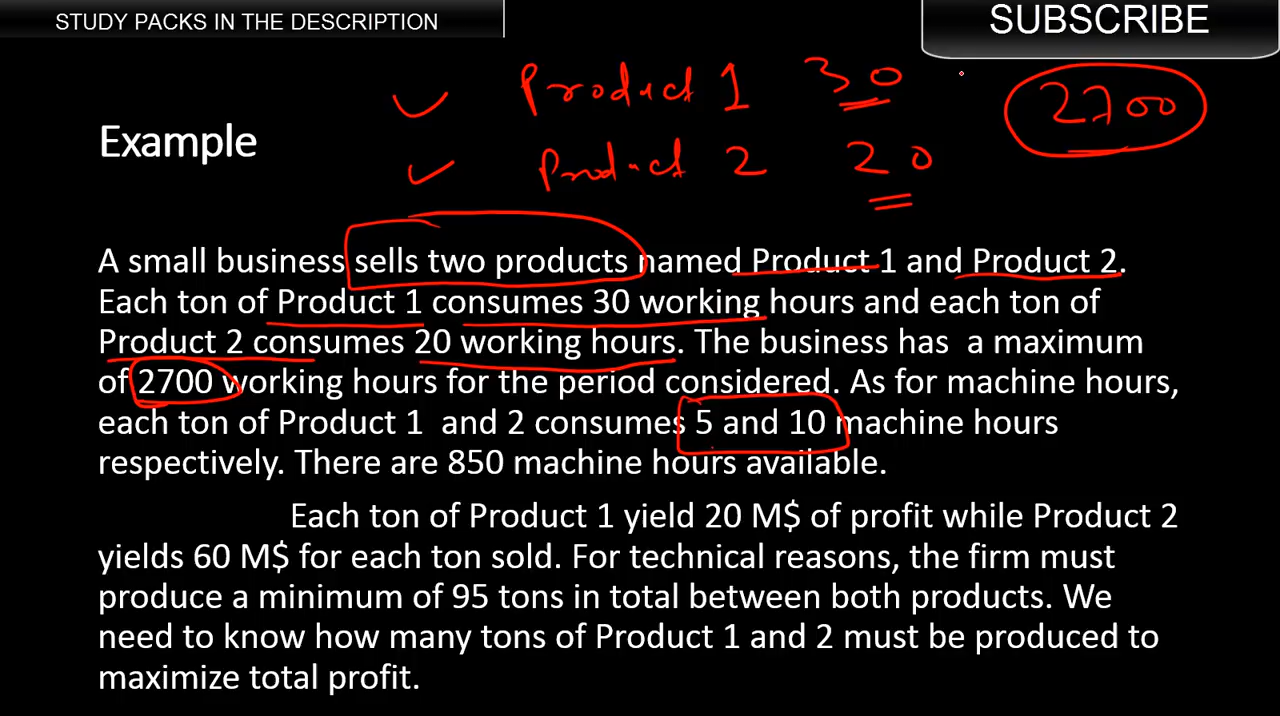 STUDY PACKS IN THE DESCRIPTION
SUBSCRIBE
Product 1 30
2700
Example
Product 2 20
A small business sells two products named Product 1 and Product 2.
Each ton of Product 1 consumes 30 working hours and each ton of
Product 2 consumes 20 working hours. The business has a maximum
of 2700 working hours for the period considered. As for machine hours,
each ton of Product 1 and 2 consumes 5 and 10 machine hours
respectively. There are 850 machine hours available.
Each ton of Product 1 yield 20 M$ of profit while Product 2
yields 60 M$ for each ton sold. For technical reasons, the firm must
produce a minimum of 95 tons in total between both products. We
need to know how many tons of Product 1 and 2 must be produced to
maximize total profit.